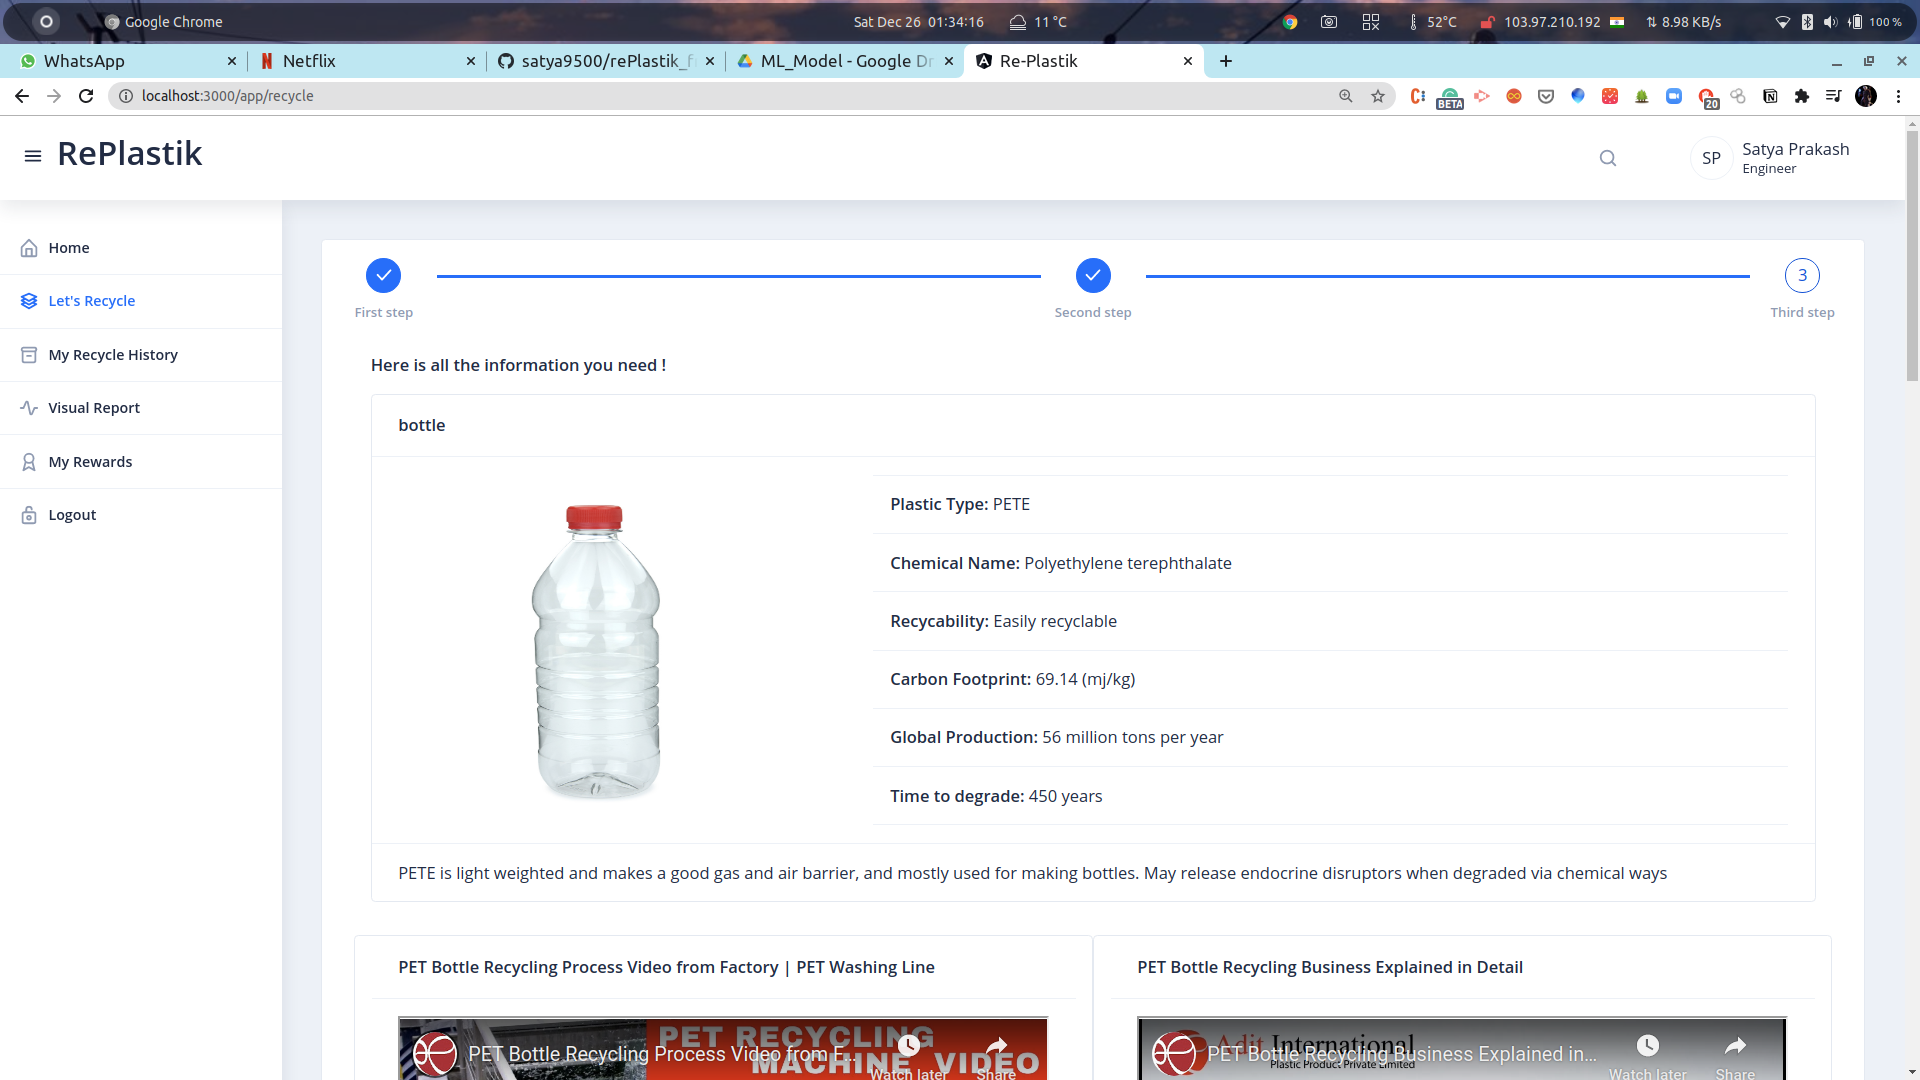 Google Chrome
Sat Dec 26 01:34:16
11 °C
52°C
103.97.210.192
8.98 KB/s
100 %
WhatsApp
Netflix
satya9500/rePlastik_f
ML_Model - Google Dr
Re-Plastik
localhost:3000/app/recycle
BETA
20
RePlastik
SP
Satya Prakash
Engineer
Home
Let's Recycle
My Recycle History
Visual Report
My Rewards
Logout
3
First step
Second step
Third step
Here is all the information you need !
bottle
Plastic Type: PETE
Chemical Name: Polyethylene terephthalate
Recycability: Easily recyclable
Carbon Footprint: 69.14 (mj/kg)
Global Production: 56 million tons per year
Time to degrade: 450 years
PETE is light weighted and makes a good gas and air barrier, and mostly used for making bottles. May release endocrine disruptors when degraded via chemical ways
PET Bottle Recycling Process Video from Factory | PET Washing Line
PET Bottle Recycling Business Explained in Detail
PET RECYCLING
MACHINE VIDEO
PET Bottle Recycling Process Video from F...
Watch later
Share
Adit International
Plastic Product Private Limited
PET Bottle Recycling Business Explained in...
Watch later
Share